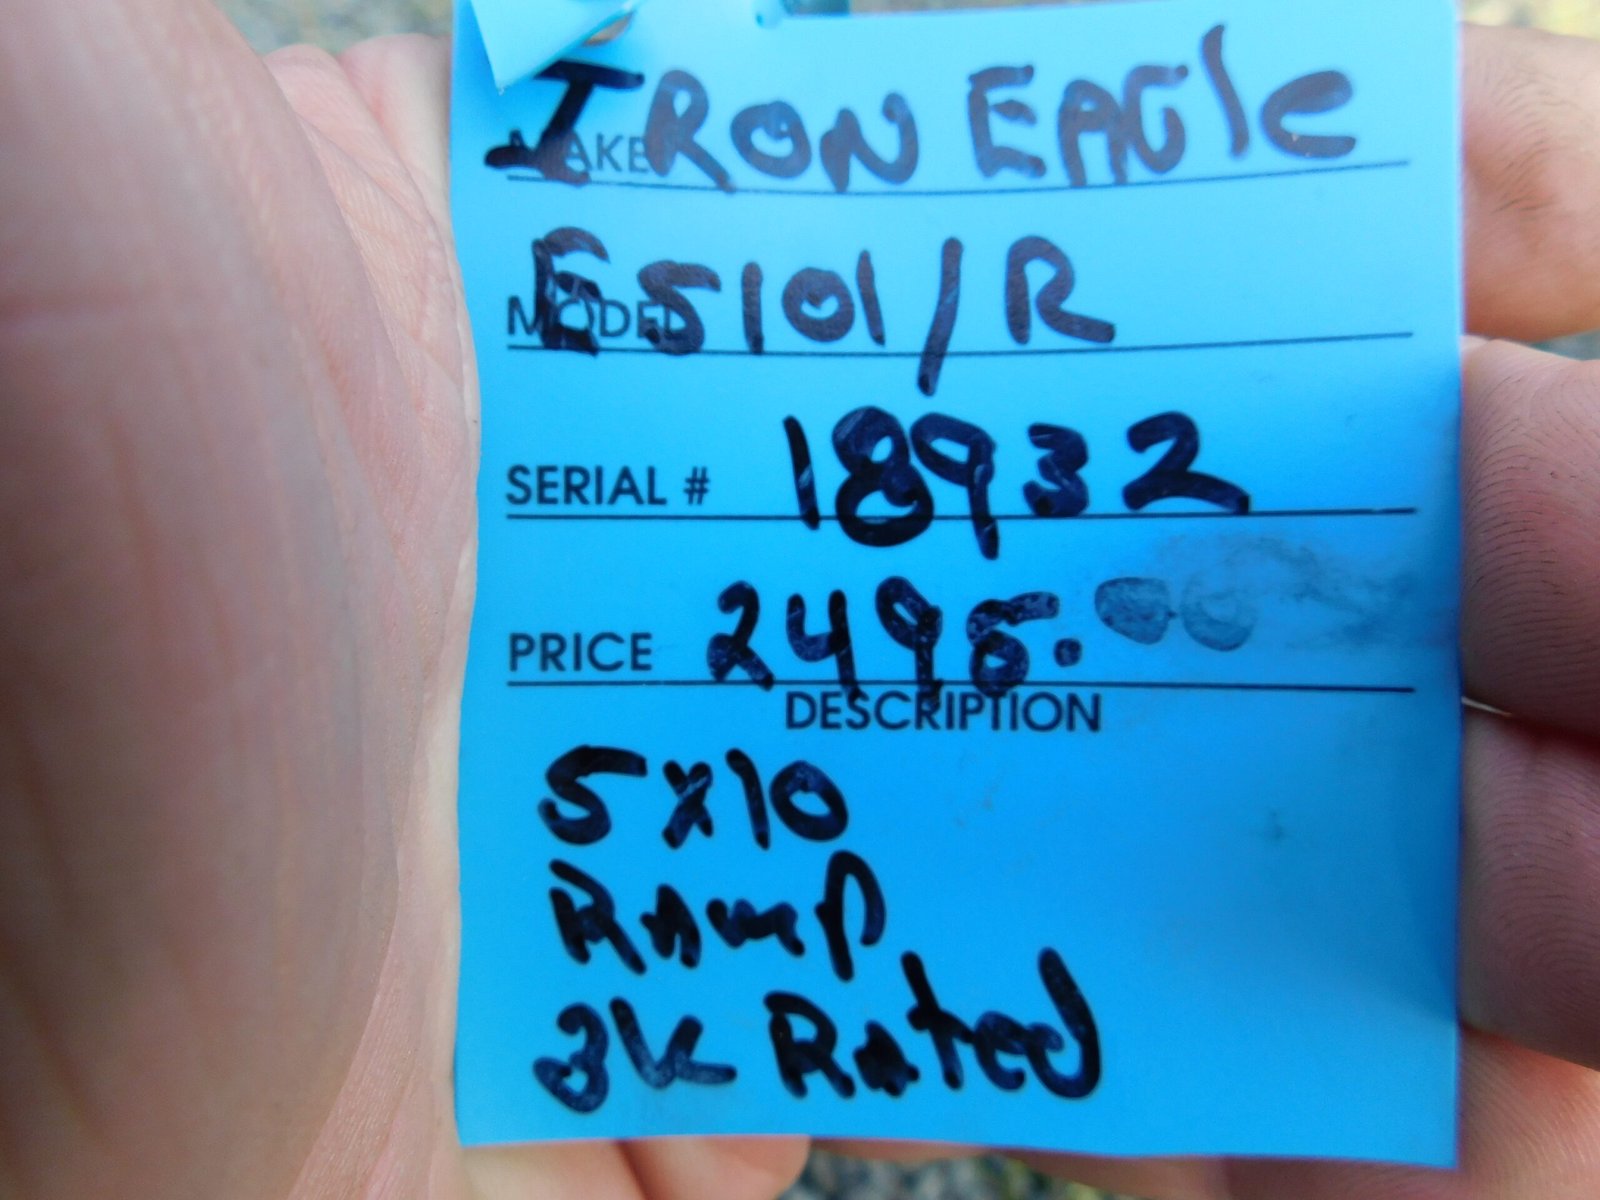 MAKE IRON EAGle
MODEL E5101/R
SERIAL # 18932
PRICE 2495.00
DESCRIPTION
5x10
RAmp
3K Rated